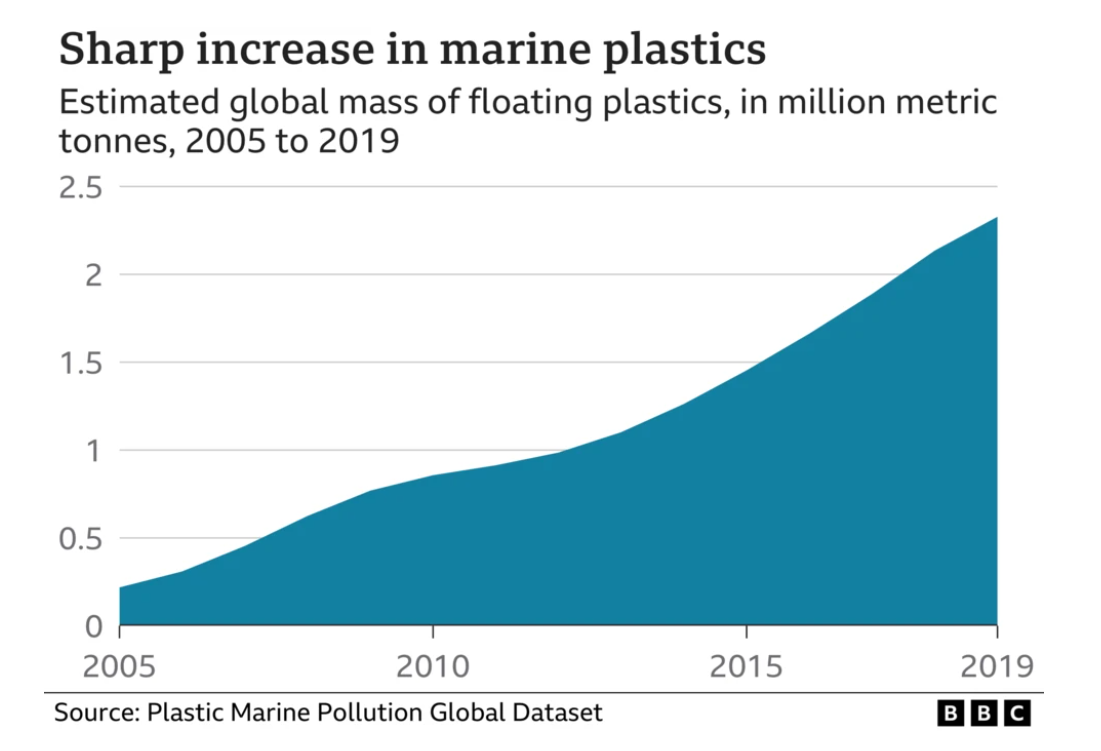 Sharp increase in marine plastics
Estimated global mass of floating plastics, in million metric
tonnes, 2005 to 2019
2.5
2
1.5
1
0.5
0
2005 2010 2015 2019
Source: Plastic Marine Pollution Global Dataset
BBC